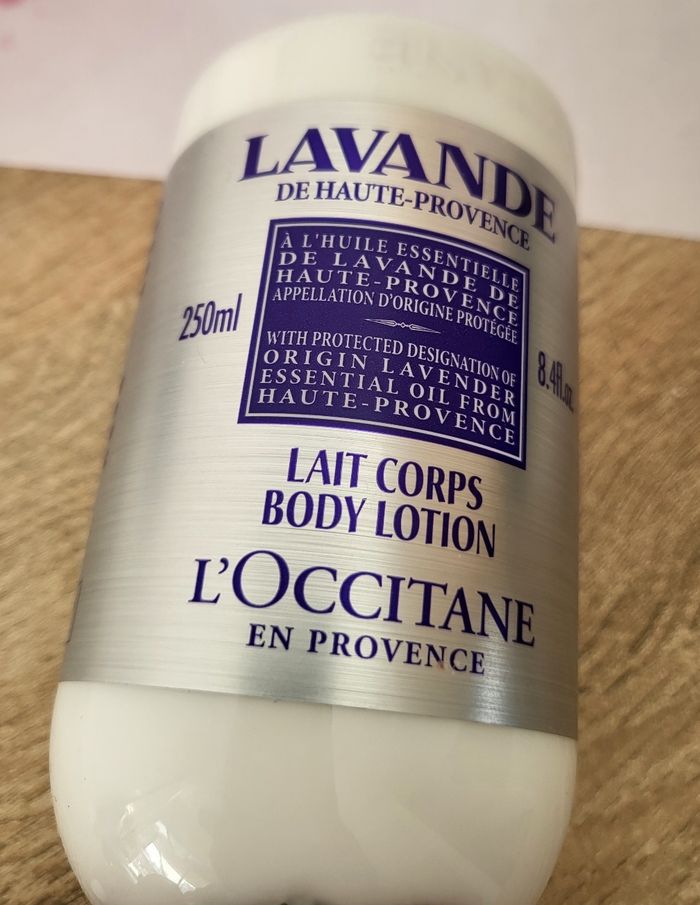 LAVANDE
DE HAUTE-PROVENCE
À L'HUILE ESSENTIELLE
DE LAVANDE DE
HAUTE-PROVENCE
APPELLATION D'ORIGINE PROTÉGÉE
WITH PROTECTED DESIGNATION OF
ORIGIN LAVENDER
ESSENTIAL OIL FROM
HAUTE-PROVENCE
250ml
8.4fl.oz.
LAIT CORPS
BODY LOTION
L'OCCITANE
EN PROVENCE